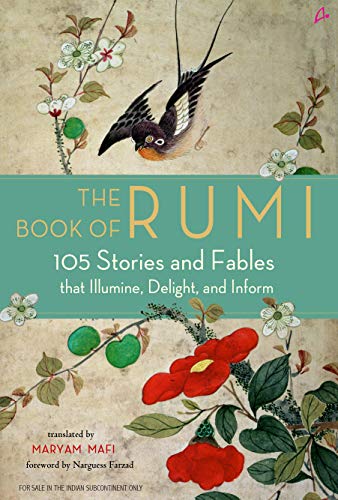 THE
BOOK OF RUMI
105 Stories and Fables
that Illumine, Delight, and Inform
translated by
MARYAM MAFI
foreword by Narguess Farzad
FOR SALE IN THE INDIAN SUBCONTINENT ONLY